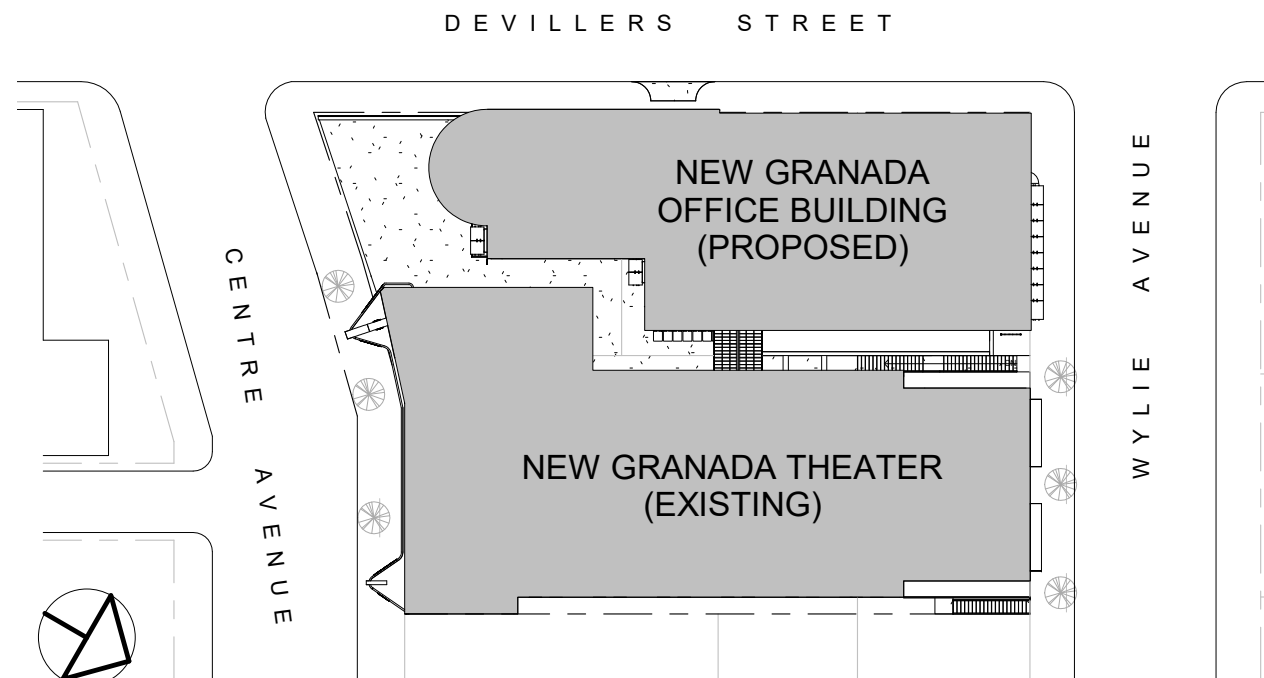 DEVILLERS STREET
NEW GRANADA
OFFICE BUILDING
(PROPOSED)
WYLIE AVENUE
CENTRE AVENUE
NEW GRANADA THEATER
(EXISTING)